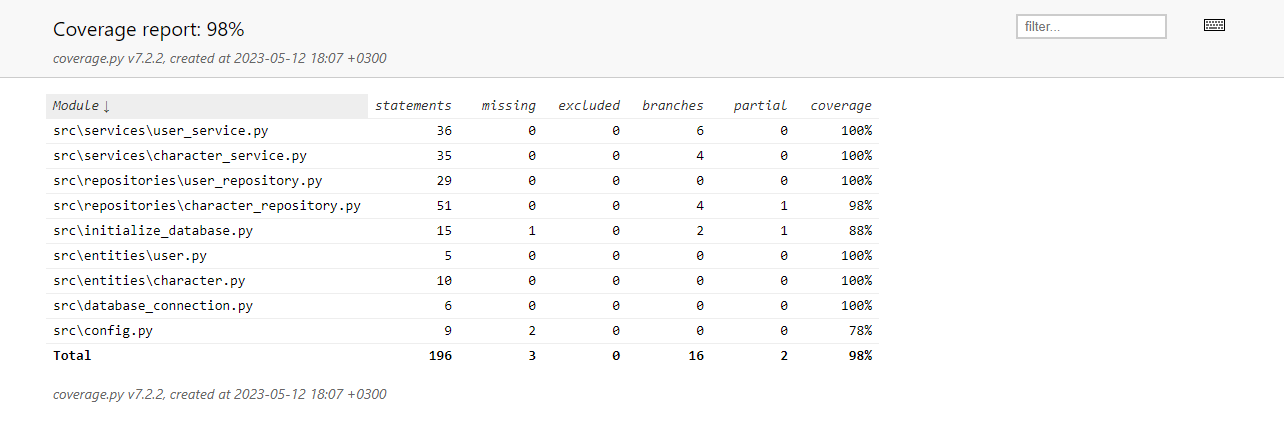 Coverage report: 98%
filter...
coverage.py v7.2.2, created at 2023-05-12 18:07 +0300
Module ↓ statements missing excluded branches partial coverage
src\services\user_service.py 36 0 0 6 0 100%
src\services\character_service.py 35 0 0 4 0 100%
src\repositories\user_repository.py 29 0 0 0 0 100%
src\repositories\character_repository.py 51 0 0 4 1 98%
src\initialize_database.py 15 1 0 2 1 88%
src\entities\user.py 5 0 0 0 0 100%
src\entities\character.py 10 0 0 0 0 100%
src\database_connection.py 6 0 0 0 0 100%
src\config.py 9 2 0 0 0 78%
Total 196 3 0 16 2 98%
coverage.py v7.2.2, created at 2023-05-12 18:07 +0300